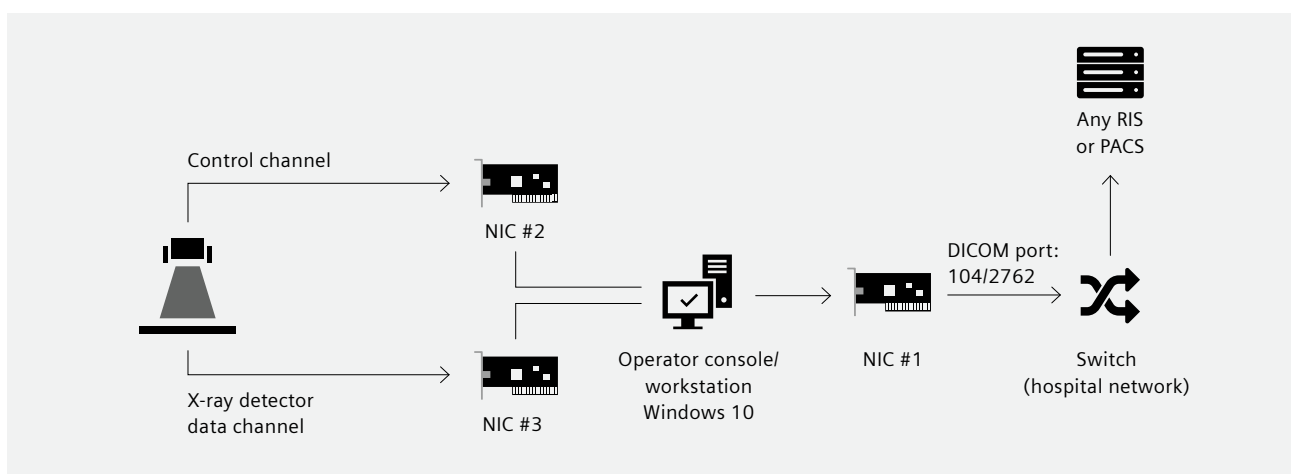 Any RIS
or PACS
Control channel
NIC #2
DICOM port:
104/2762
Operator console/
workstation
Windows 10
NIC #1
Switch
(hospital network)
X-ray detector
data channel
NIC #3